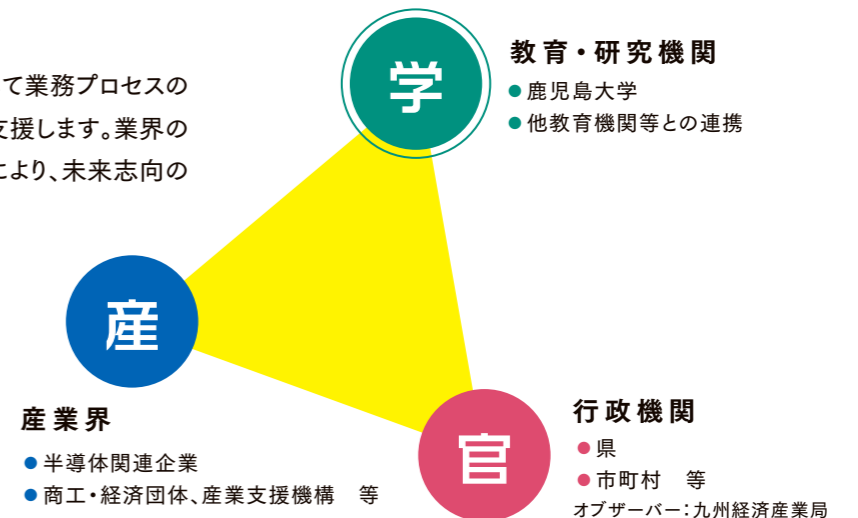 て業務プロセスの
支援します。業界の
により、未来志向の
学
教育・研究機関
●鹿児島大学
●他教育機関等との連携
産
産業界
●半導体関連企業
●商工・経済団体、産業支援機構　等
官
行政機関
●県
●市町村　等
オブザーバー：九州経済産業局